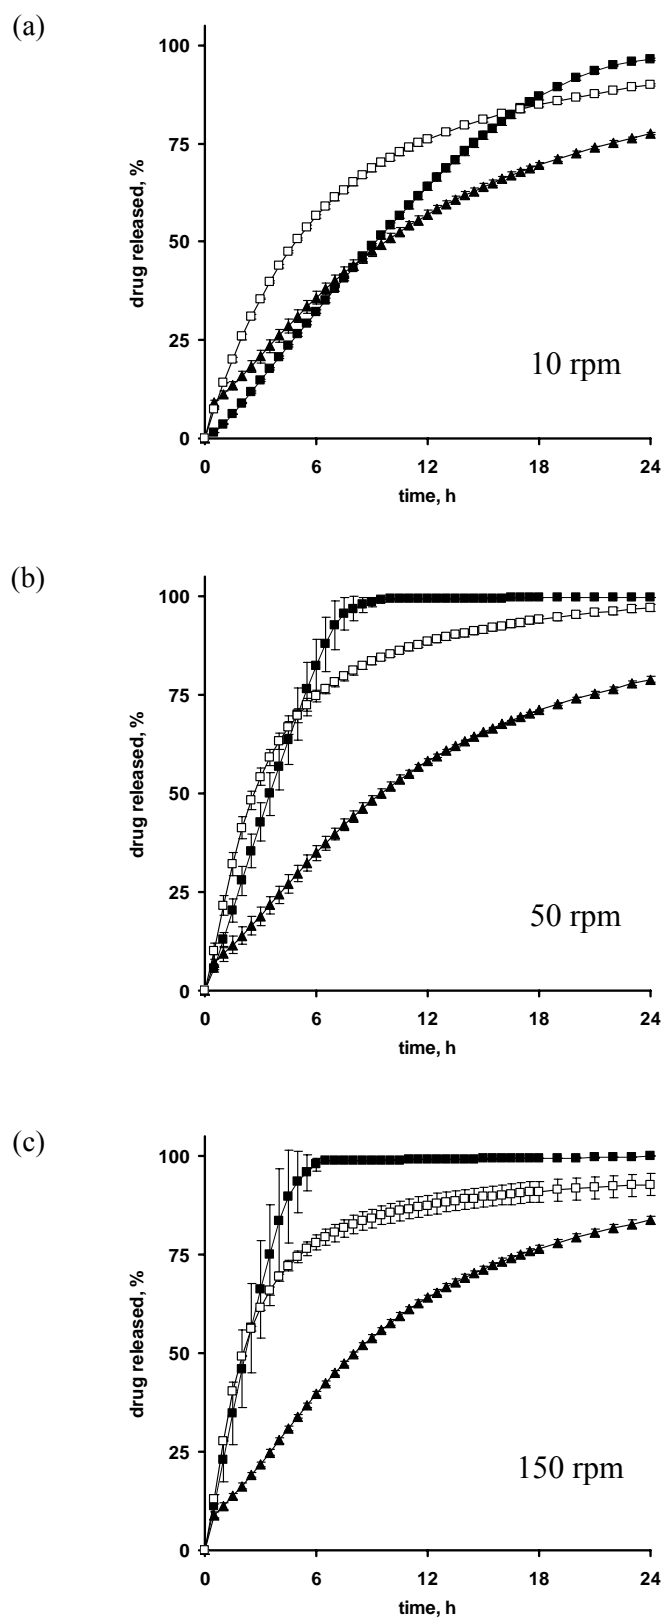 (a)
100
75
50
25
0
drug released, %
10 rpm
0 6 12 18 24
time, h
(b)
100
75
50
25
0
drug released, %
50 rpm
0 6 12 18 24
time, h
(c)
100
75
50
25
0
drug released, %
150 rpm
0 6 12 18 24
time, h